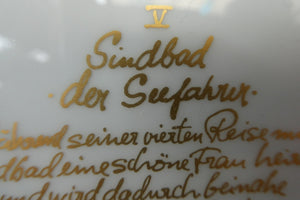 V
Sindbad
· der Seefahrer ·
seiner vierten Reise
eine schöne Frau
und wird dadurch beinahe